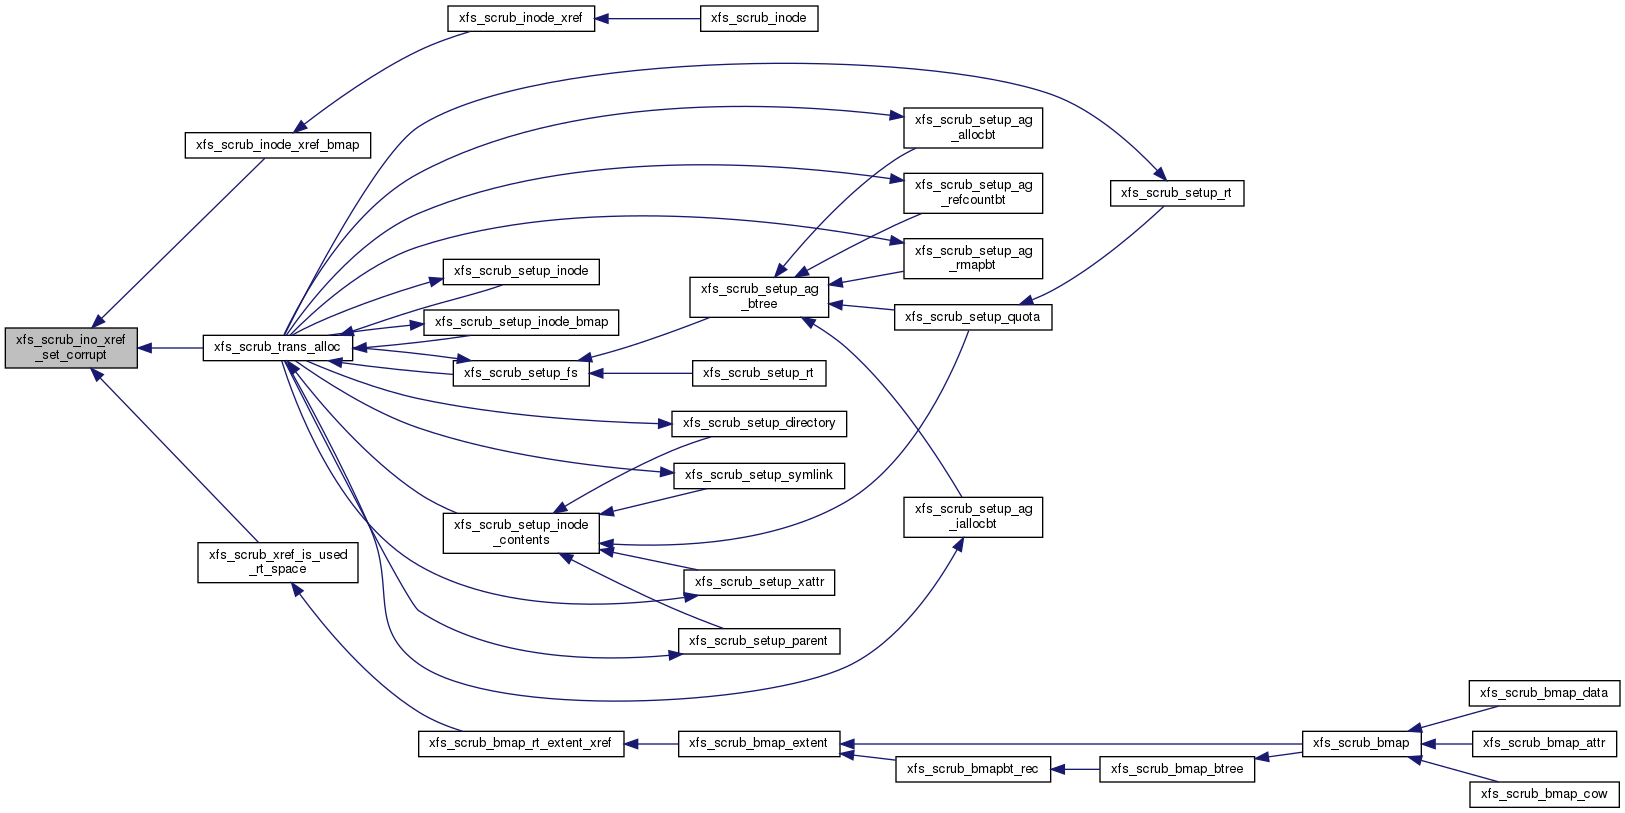 xfs_scrub_inode_xref
xfs_scrub_inode
xfs_scrub_inode_xref_bmap
xfs_scrub_setup_ag
_allocbt
xfs_scrub_setup_ag
_refcountbt
xfs_scrub_setup_rt
xfs_scrub_setup_ag
_rmapbt
xfs_scrub_setup_inode
xfs_scrub_setup_ag
_btree
xfs_scrub_setup_quota
xfs_scrub_setup_inode_bmap
xfs_scrub_ino_xref
_set_corrupt
xfs_scrub_trans_alloc
xfs_scrub_setup_fs
xfs_scrub_setup_rt
xfs_scrub_setup_directory
xfs_scrub_setup_symlink
xfs_scrub_setup_ag
_iallocbt
xfs_scrub_setup_inode
_contents
xfs_scrub_xref_is_used
_rt_space
xfs_scrub_setup_xattr
xfs_scrub_setup_parent
xfs_scrub_bmap_data
xfs_scrub_bmap_rt_extent_xref
xfs_scrub_bmap_extent
xfs_scrub_bmap
xfs_scrub_bmap_attr
xfs_scrub_bmapbt_rec
xfs_scrub_bmap_btree
xfs_scrub_bmap_cow